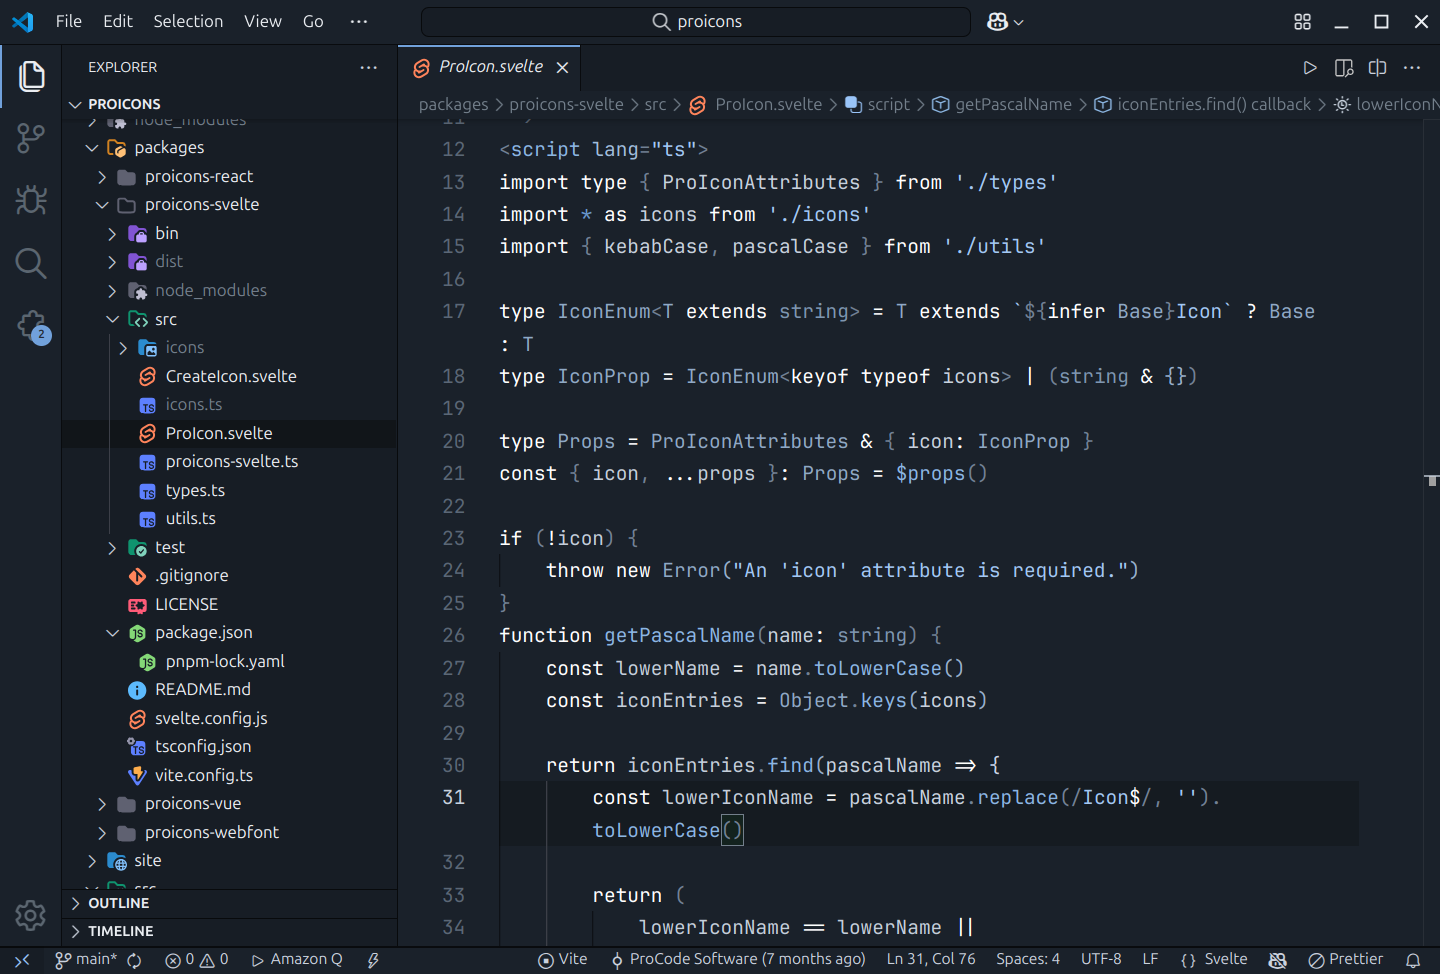 File Edit Selection View Go ··· proicons
EXPLORER ···
PROICONS
node_modules
packages
proicons-react
proicons-svelte
bin
dist
node_modules
src
icons
CreateIcon.svelte
icons.ts
ProIcon.svelte
proicons-svelte.ts
types.ts
utils.ts
test
.gitignore
LICENSE
package.json
pnpm-lock.yaml
README.md
svelte.config.js
tsconfig.json
vite.config.ts
proicons-vue
proicons-webfont
site
src
OUTLINE
TIMELINE
2
ProIcon.svelte
packages > proicons-svelte > src > ProIcon.svelte > script > getPascalName > iconEntries.find() callback > lowerIconN
11
12 <script lang="ts">
13 import type { ProIconAttributes } from './types'
14 import * as icons from './icons'
15 import { kebabCase, pascalCase } from './utils'
16
17 type IconEnum<T extends string> = T extends `${infer Base}Icon` ? Base
: T
18 type IconProp = IconEnum<keyof typeof icons> | (string & {})
19
20 type Props = ProIconAttributes & { icon: IconProp }
21 const { icon, ...props }: Props = $props()
22
23 if (!icon) {
24 throw new Error("An 'icon' attribute is required.")
25 }
26 function getPascalName(name: string) {
27 const lowerName = name.toLowerCase()
28 const iconEntries = Object.keys(icons)
29
30 return iconEntries.find(pascalName => {
31 const lowerIconName = pascalName.replace(/Icon$/, '').
toLowerCase()
32
33 return (
34 lowerIconName == lowerName ||
main* 0 0 Amazon Q Vite ProCode Software (7 months ago) Ln 31, Col 76 Spaces: 4 UTF-8 LF {} Svelte Prettier